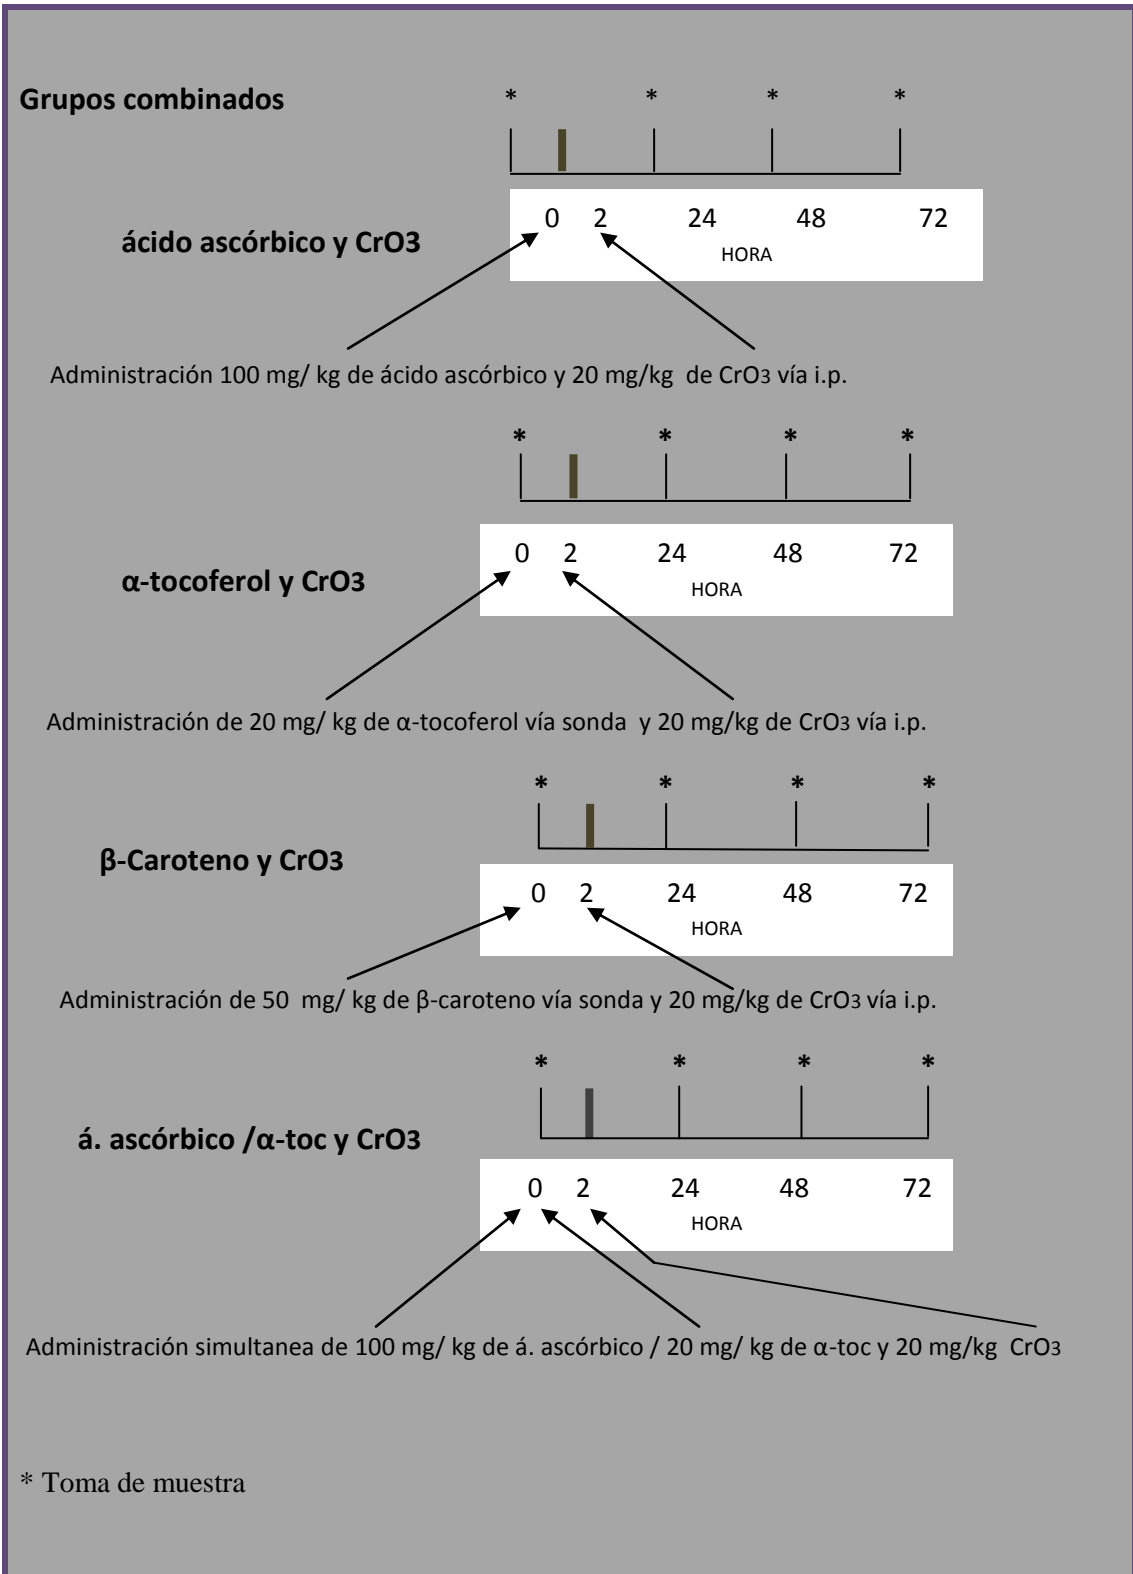 Grupos combinados
* * * *
0 2 24 48 72
ácido ascórbico y CrO3
HORA
Administración 100 mg/ kg de ácido ascórbico y 20 mg/kg de CrO3 vía i.p.
* * * *
0 2 24 48 72
α-tocoferol y CrO3
HORA
Administración de 20 mg/ kg de α-tocoferol vía sonda y 20 mg/kg de CrO3 vía i.p.
* * * *
β-Caroteno y CrO3
0 2 24 48 72
HORA
Administración de 50 mg/ kg de β-caroteno vía sonda y 20 mg/kg de CrO3 vía i.p.
* * * *
á. ascórbico /α-toc y CrO3
0 2 24 48 72
HORA
Administración simultanea de 100 mg/ kg de á. ascórbico / 20 mg/ kg de α-toc y 20 mg/kg CrO3
* Toma de muestra